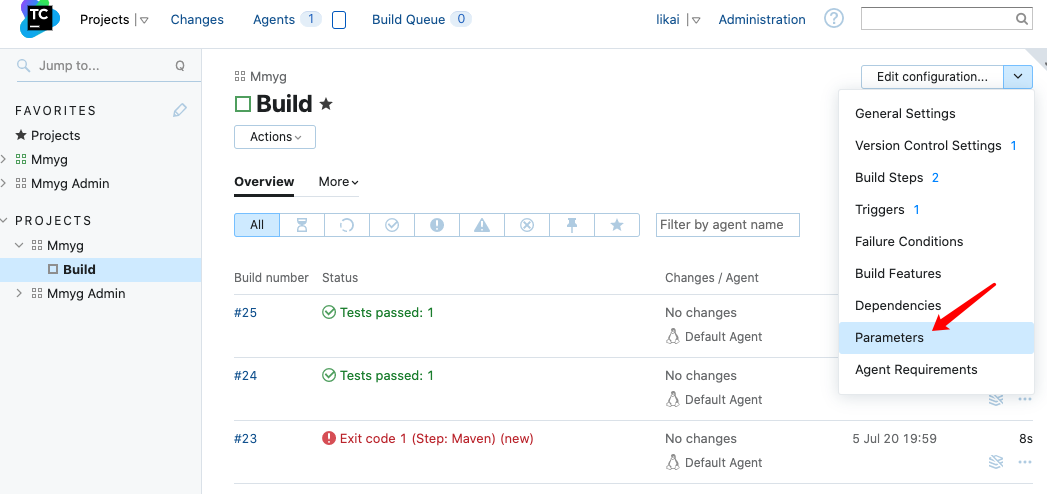 TC Projects Changes Agents 1 Build Queue 0 likai Administration ?
Jump to... Q
FAVORITES
Projects
Mmyg
Mmyg Admin
PROJECTS
Mmyg
Build
Mmyg Admin
Mmyg
Build
Actions
Edit configuration...
General Settings
Version Control Settings 1
Build Steps 2
Triggers 1
Failure Conditions
Build Features
Dependencies
Parameters
Agent Requirements
Overview More
All
Filter by agent name
Build number Status Changes / Agent
#25 Tests passed: 1 No changes
Default Agent
#24 Tests passed: 1 No changes
Default Agent
#23 Exit code 1 (Step: Maven) (new) No changes 5 Jul 20 19:59 8s
Default Agent